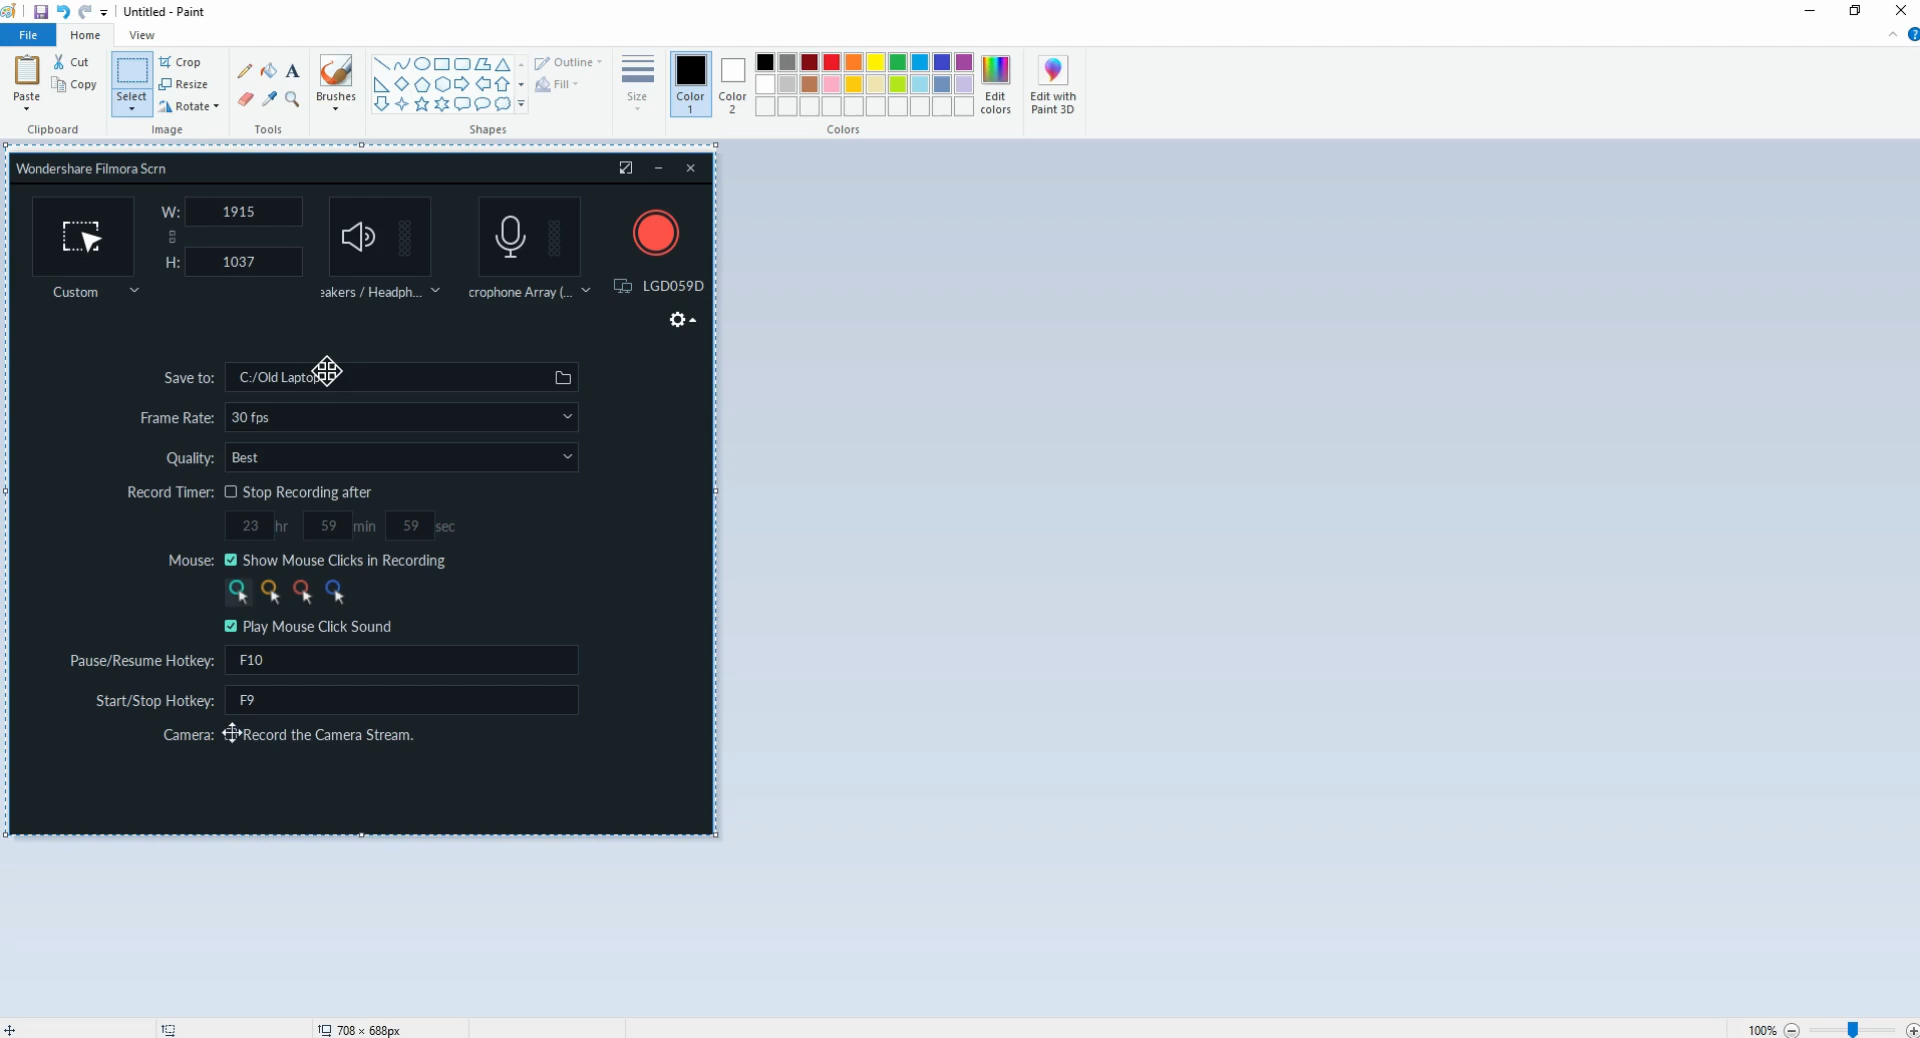 Untitled - Paint
File Home View
Paste
Cut
Copy
Clipboard
Select
Crop
Resize
Rotate
Image
A
Tools
Brushes
Shapes
Outline
Fill
Size
Color 1
Color 2
Colors
Edit colors
Edit with Paint 3D
Wondershare Filmora Scrn
W: 1915
H: 1037
Custom
eakers / Headph...
crophone Array (...
LGD059D
Save to: C:/Old Laptop
Frame Rate: 30 fps
Quality: Best
Record Timer: Stop Recording after
23 hr 59 min 59 sec
Mouse: Show Mouse Clicks in Recording
Play Mouse Click Sound
Pause/Resume Hotkey: F10
Start/Stop Hotkey: F9
Camera: Record the Camera Stream.
708 × 688px
100%